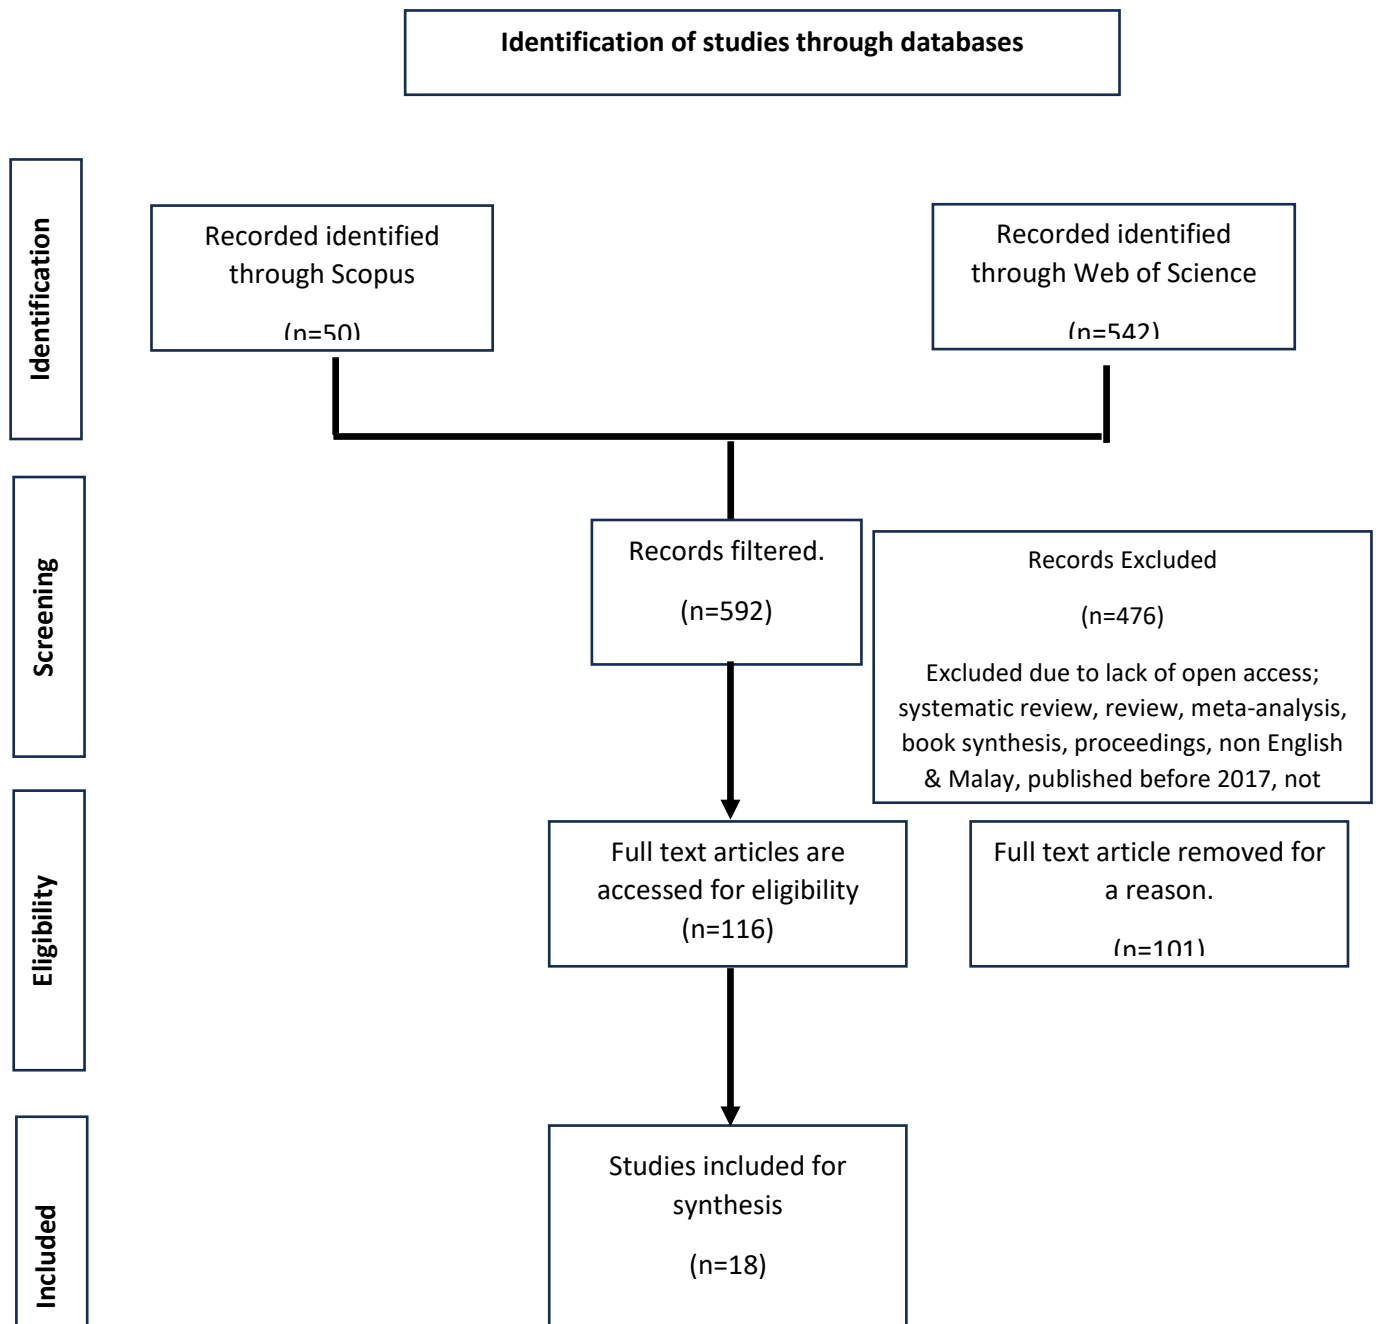 Identification of studies through databases
Identification
Recorded identified
through Scopus
(n=50)
Recorded identified
through Web of Science
(n=542)
Screening
Records filtered.
(n=592)
Records Excluded
(n=476)
Excluded due to lack of open access;
systematic review, review, meta-analysis,
book synthesis, proceedings, non English
& Malay, published before 2017, not
Eligibility
Full text articles are
accessed for eligibility
(n=116)
Full text article removed for
a reason.
(n=101)
Included
Studies included for
synthesis
(n=18)